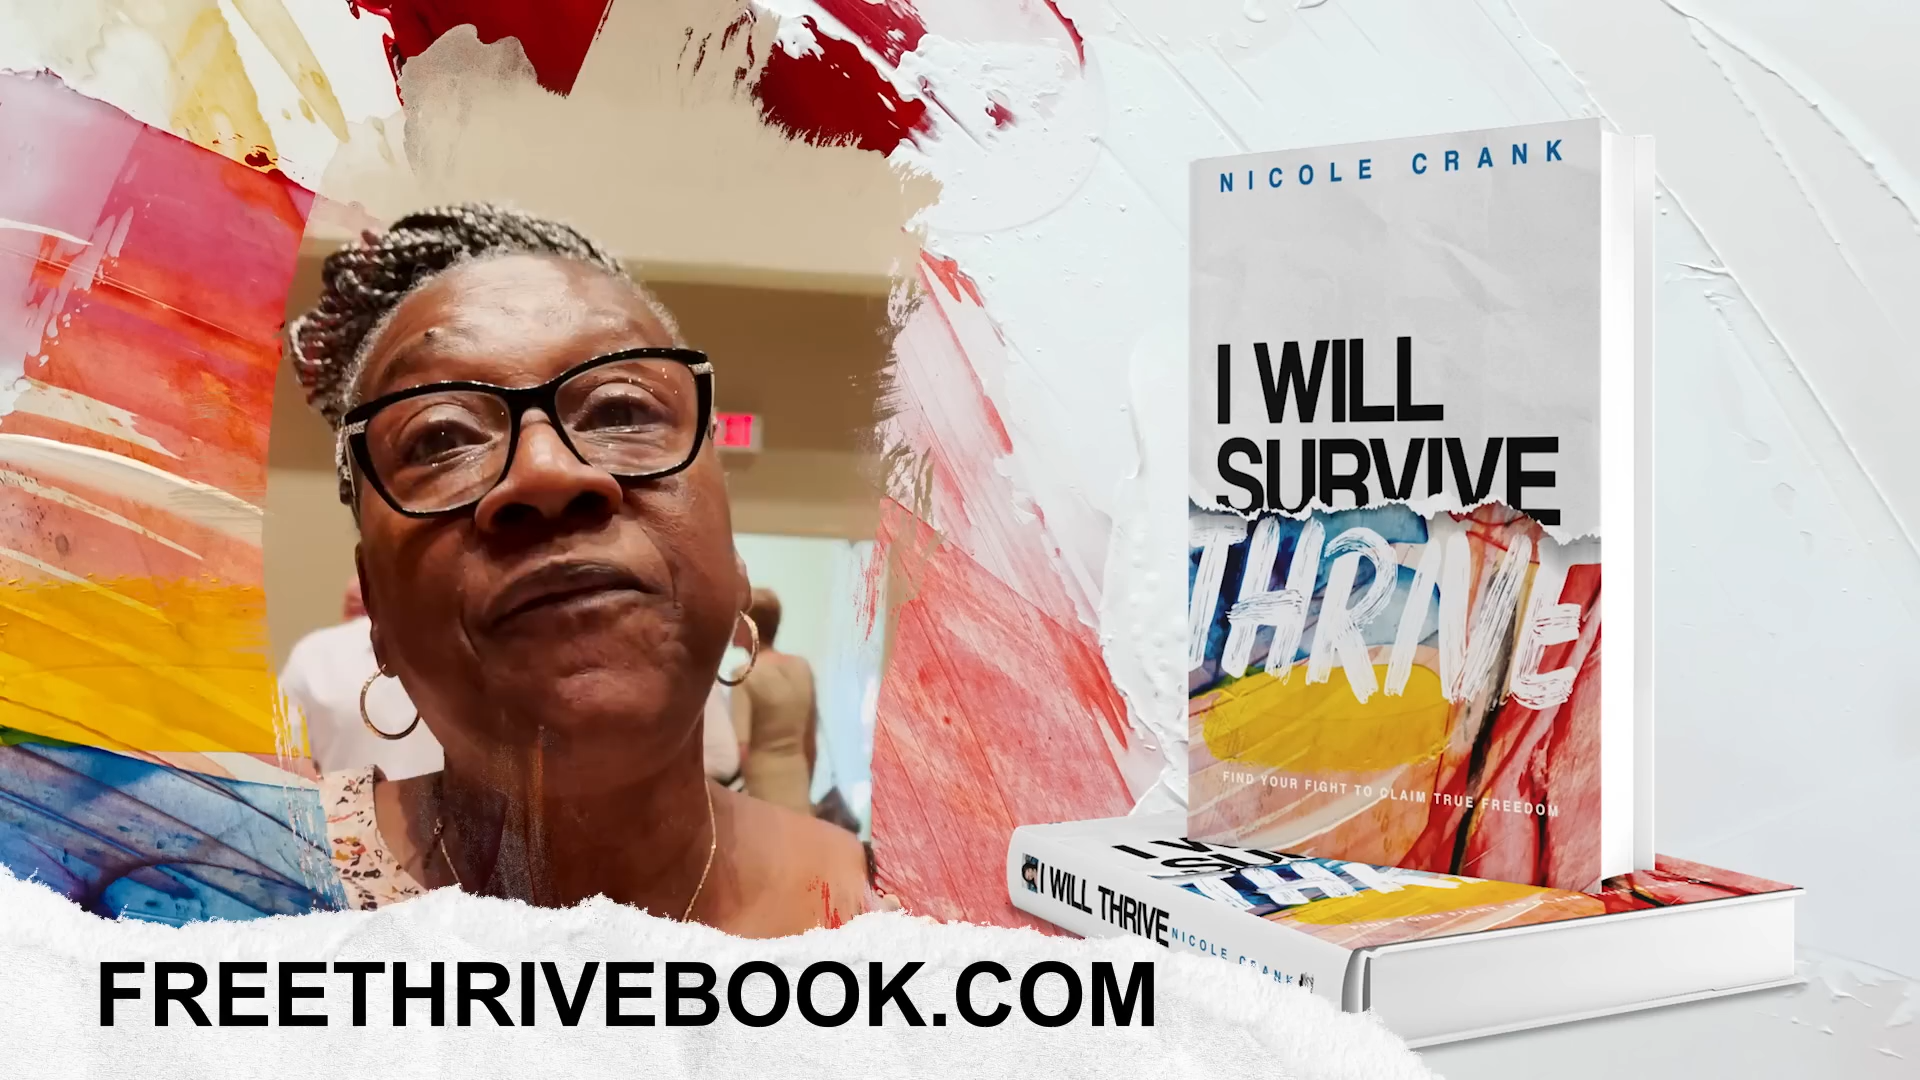 NICOLE CRANK
I WILL
SURVIVE
THRIVE
FIND YOUR FIGHT TO CLAIM TRUE FREEDOM
I WILL THRIVE NICOLE CRANK
FREETHRIVEBOOK.COM